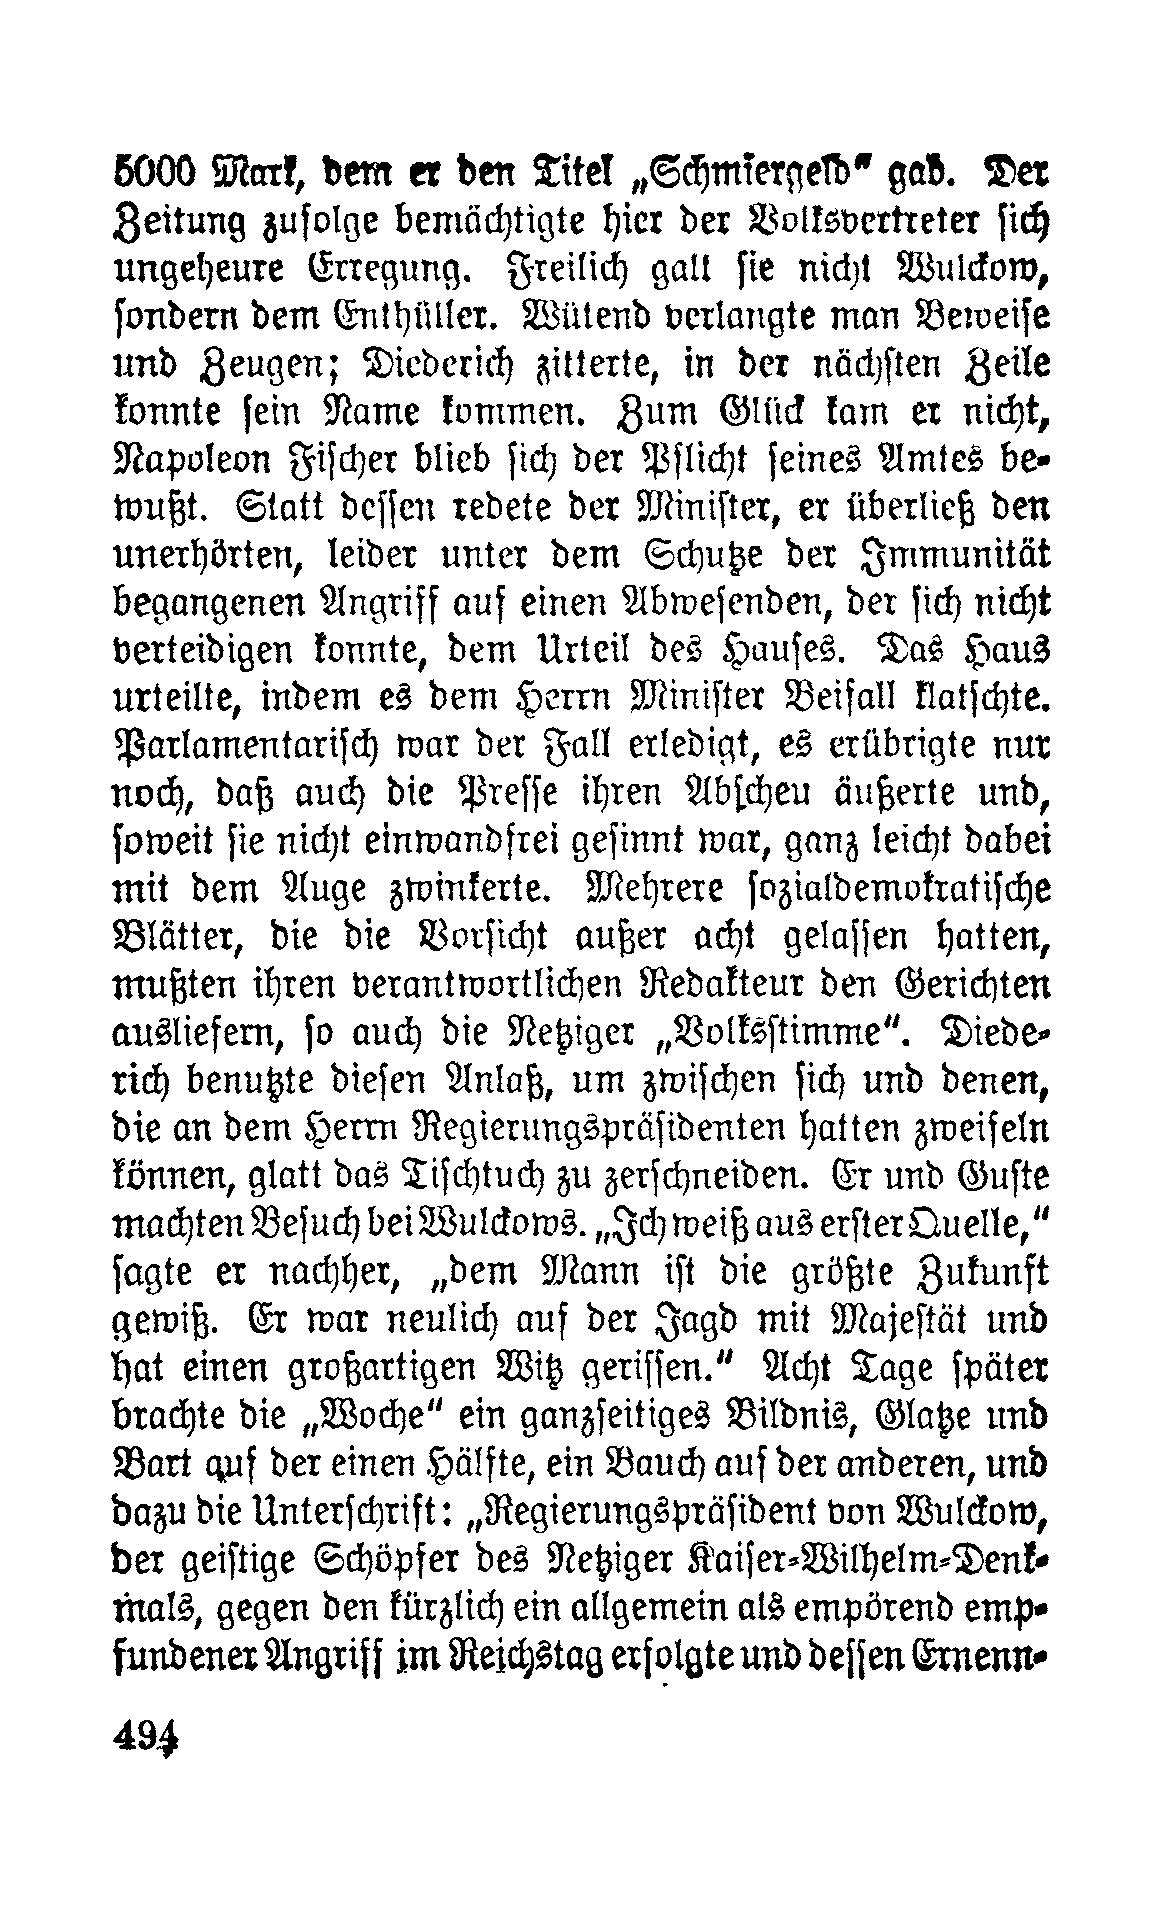 5000 Mark, dem er den Titel „Schmiergeld“ gab. Der
Zeitung zufolge bemächtigte hier der Volksvertreter sich
ungeheure Erregung. Freilich galt sie nicht Wulckow,
sondern dem Enthüller. Wütend verlangte man Beweise
und Zeugen; Diederich zitterte, in der nächsten Zeile
konnte sein Name kommen. Zum Glück kam er nicht,
Napoleon Fischer blieb sich der Pflicht seines Amtes be-
wußt. Statt dessen redete der Minister, er überließ den
unerhörten, leider unter dem Schutze der Immunität
begangenen Angriff auf einen Abwesenden, der sich nicht
verteidigen konnte, dem Urteil des Hauses. Das Haus
urteilte, indem es dem Herrn Minister Beifall klatschte.
Parlamentarisch war der Fall erledigt, es erübrigte nur
noch, daß auch die Presse ihren Abscheu äußerte und,
soweit sie nicht einwandfrei gesinnt war, ganz leicht dabei
mit dem Auge zwinkerte. Mehrere sozialdemokratische
Blätter, die die Vorsicht außer acht gelassen hatten,
mußten ihren verantwortlichen Redakteur den Gerichten
ausliefern, so auch die Netziger „Volksstimme“. Diede-
rich benutzte diesen Anlaß, um zwischen sich und denen,
die an dem Herrn Regierungspräsidenten hatten zweifeln
können, glatt das Tischtuch zu zerschneiden. Er und Guste
machten Besuch bei Wulckows. „Ich weiß aus erster Quelle,“
sagte er nachher, „dem Mann ist die größte Zukunft
gewiß. Er war neulich auf der Jagd mit Majestät und
hat einen großartigen Witz gerissen.“ Acht Tage später
brachte die „Woche“ ein ganzseitiges Bildnis, Glatze und
Bart auf der einen Hälfte, ein Bauch auf der anderen, und
dazu die Unterschrift: „Regierungspräsident von Wulckow,
der geistige Schöpfer des Netziger Kaiser-Wilhelm-Denk-
mals, gegen den kürzlich ein allgemein als empörend emp-
fundener Angriff im Reichstag erfolgte und dessen Ernenn-
494